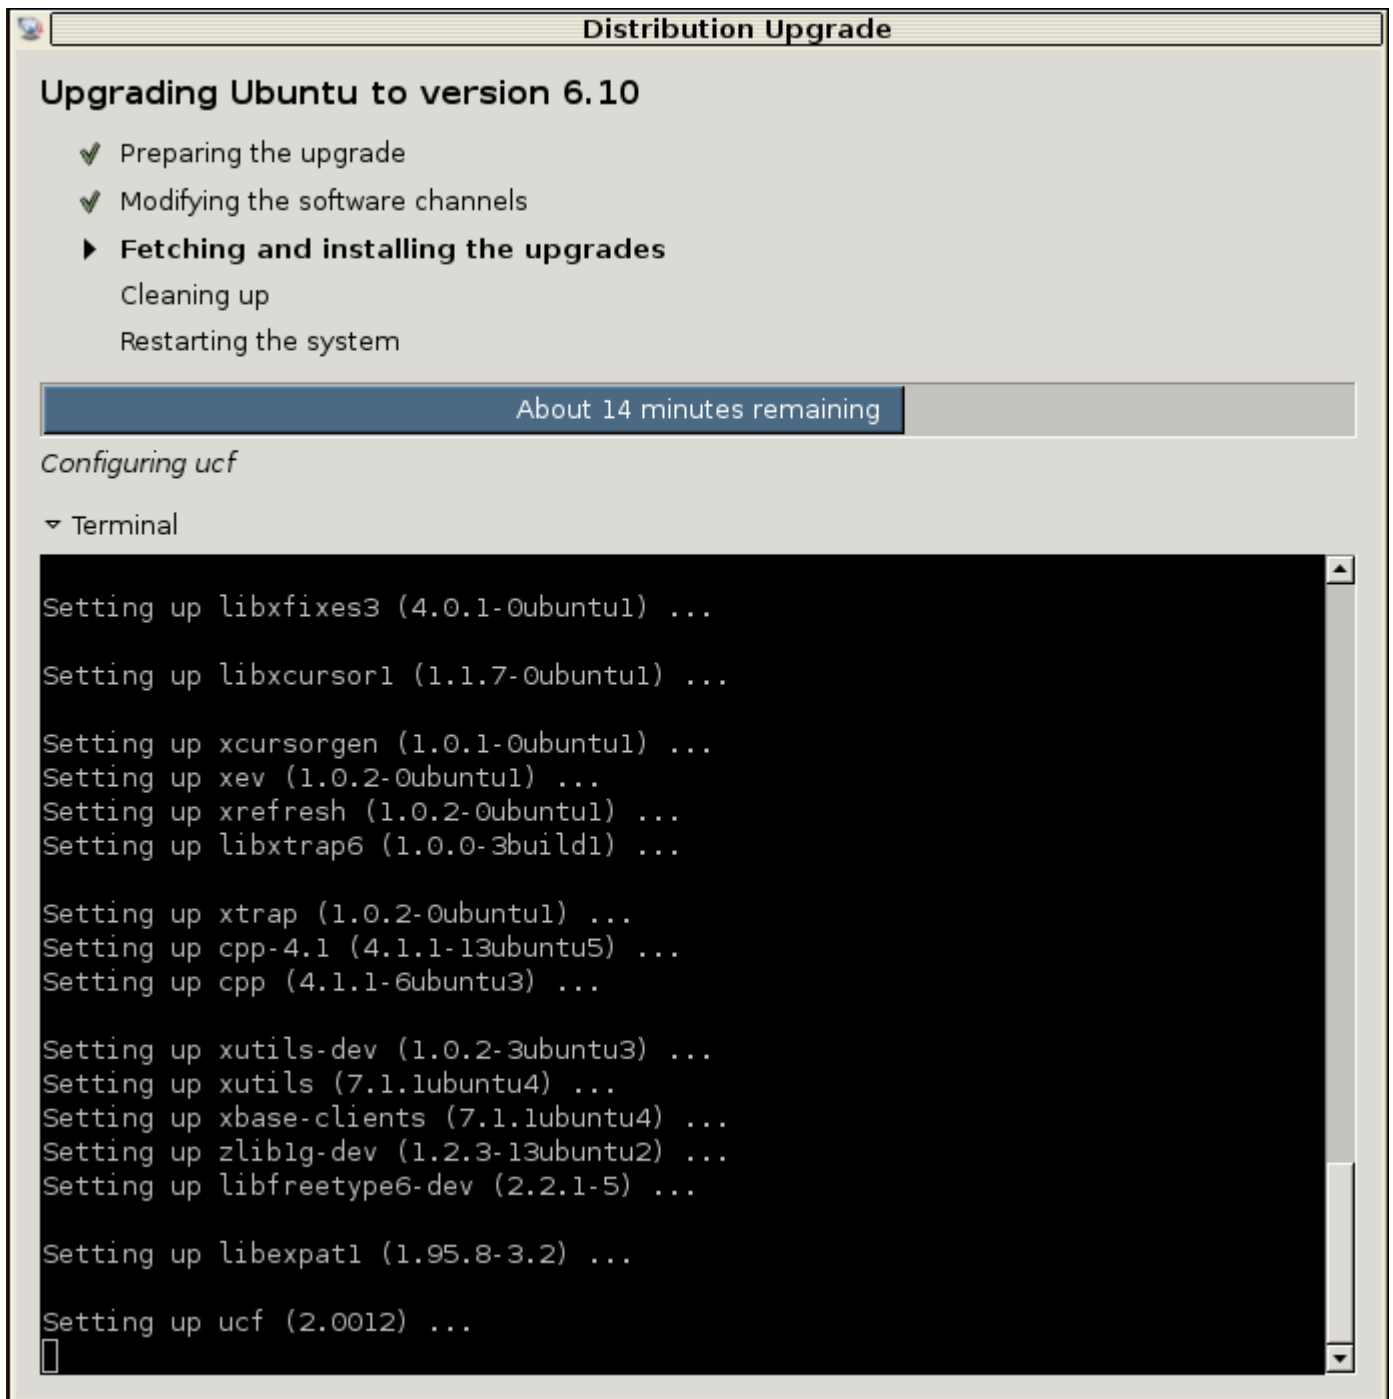 Distribution Upgrade
Upgrading Ubuntu to version 6.10
Preparing the upgrade
Modifying the software channels
Fetching and installing the upgrades
Cleaning up
Restarting the system
About 14 minutes remaining
Configuring ucf
Terminal
Setting up libxfixes3 (4.0.1-0ubuntu1) ...
Setting up libxcursor1 (1.1.7-0ubuntu1) ...
Setting up xcursorgen (1.0.1-0ubuntu1) ...
Setting up xev (1.0.2-0ubuntu1) ...
Setting up xrefresh (1.0.2-0ubuntu1) ...
Setting up libxtrap6 (1.0.0-3build1) ...
Setting up xtrap (1.0.2-0ubuntu1) ...
Setting up cpp-4.1 (4.1.1-13ubuntu5) ...
Setting up cpp (4.1.1-6ubuntu3) ...
Setting up xutils-dev (1.0.2-3ubuntu3) ...
Setting up xutils (7.1.1ubuntu4) ...
Setting up xbase-clients (7.1.1ubuntu4) ...
Setting up zlib1g-dev (1.2.3-13ubuntu2) ...
Setting up libfreetype6-dev (2.2.1-5) ...
Setting up libexpat1 (1.95.8-3.2) ...
Setting up ucf (2.0012) ...